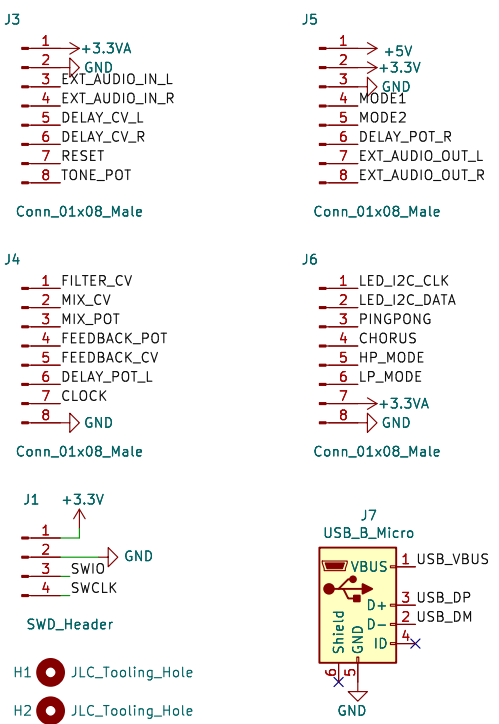 J3
1 +3.3VA
2 GND
3 EXT_AUDIO_IN_L
4 EXT_AUDIO_IN_R
5 DELAY_CV_L
6 DELAY_CV_R
7 RESET
8 TONE_POT
Conn_01x08_Male
J5
1 +5V
2 +3.3V
3 GND
4 MODE1
5 MODE2
6 DELAY_POT_R
7 EXT_AUDIO_OUT_L
8 EXT_AUDIO_OUT_R
Conn_01x08_Male
J4
1 FILTER_CV
2 MIX_CV
3 MIX_POT
4 FEEDBACK_POT
5 FEEDBACK_CV
6 DELAY_POT_L
7 CLOCK
8 GND
Conn_01x08_Male
J6
1 LED_I2C_CLK
2 LED_I2C_DATA
3 PINGPONG
4 CHORUS
5 HP_MODE
6 LP_MODE
7 +3.3VA
8 GND
Conn_01x08_Male
J1 +3.3V
1
2 GND
3 SWIO
4 SWCLK
SWD_Header
J7
USB_B_Micro
VBUS 1 USB_VBUS
D+ 3 USB_DP
D- 2 USB_DM
ID 4
Shield
GND
6 5
GND
H1 JLC_Tooling_Hole
H2 JLC_Tooling_Hole